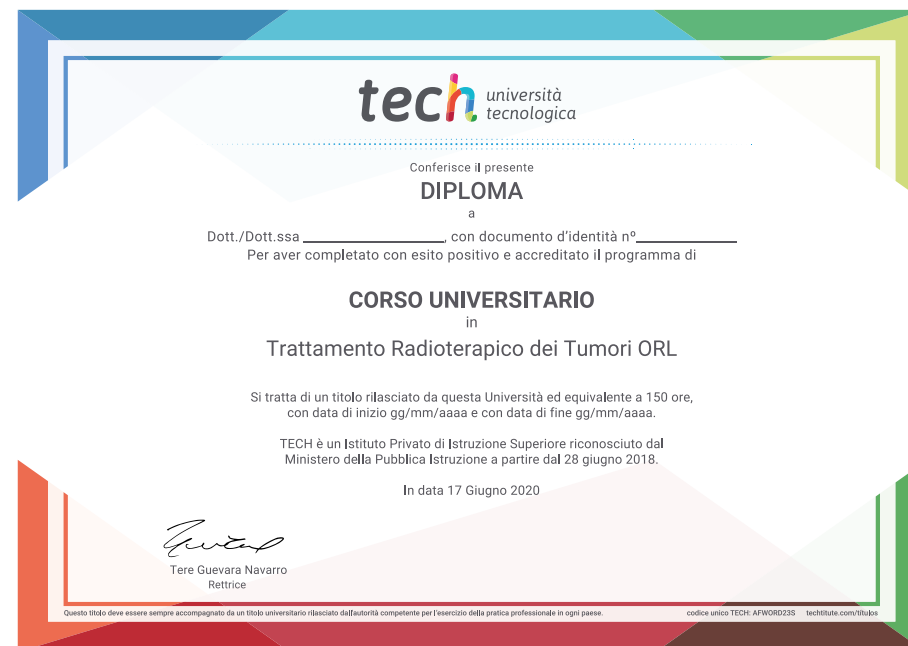 tech università
tecnologica
Conferisce il presente
DIPLOMA
a
Dott./Dott.ssa ____________________, con documento d'identità nº______________
Per aver completato con esito positivo e accreditato il programma di
CORSO UNIVERSITARIO
in
Trattamento Radioterapico dei Tumori ORL
Si tratta di un titolo rilasciato da questa Università ed equivalente a 150 ore,
con data di inizio gg/mm/aaaa e con data di fine gg/mm/aaaa.
TECH è un Istituto Privato di Istruzione Superiore riconosciuto dal
Ministero della Pubblica Istruzione a partire dal 28 giugno 2018.
In data 17 Giugno 2020
Tere Guevara Navarro
Rettrice
Questo titolo deve essere sempre accompagnato da un titolo universitario rilasciato dall'autorità competente per l'esercizio della pratica professionale in ogni paese. codice unico TECH: AFWORD23S techtitute.com/títulos